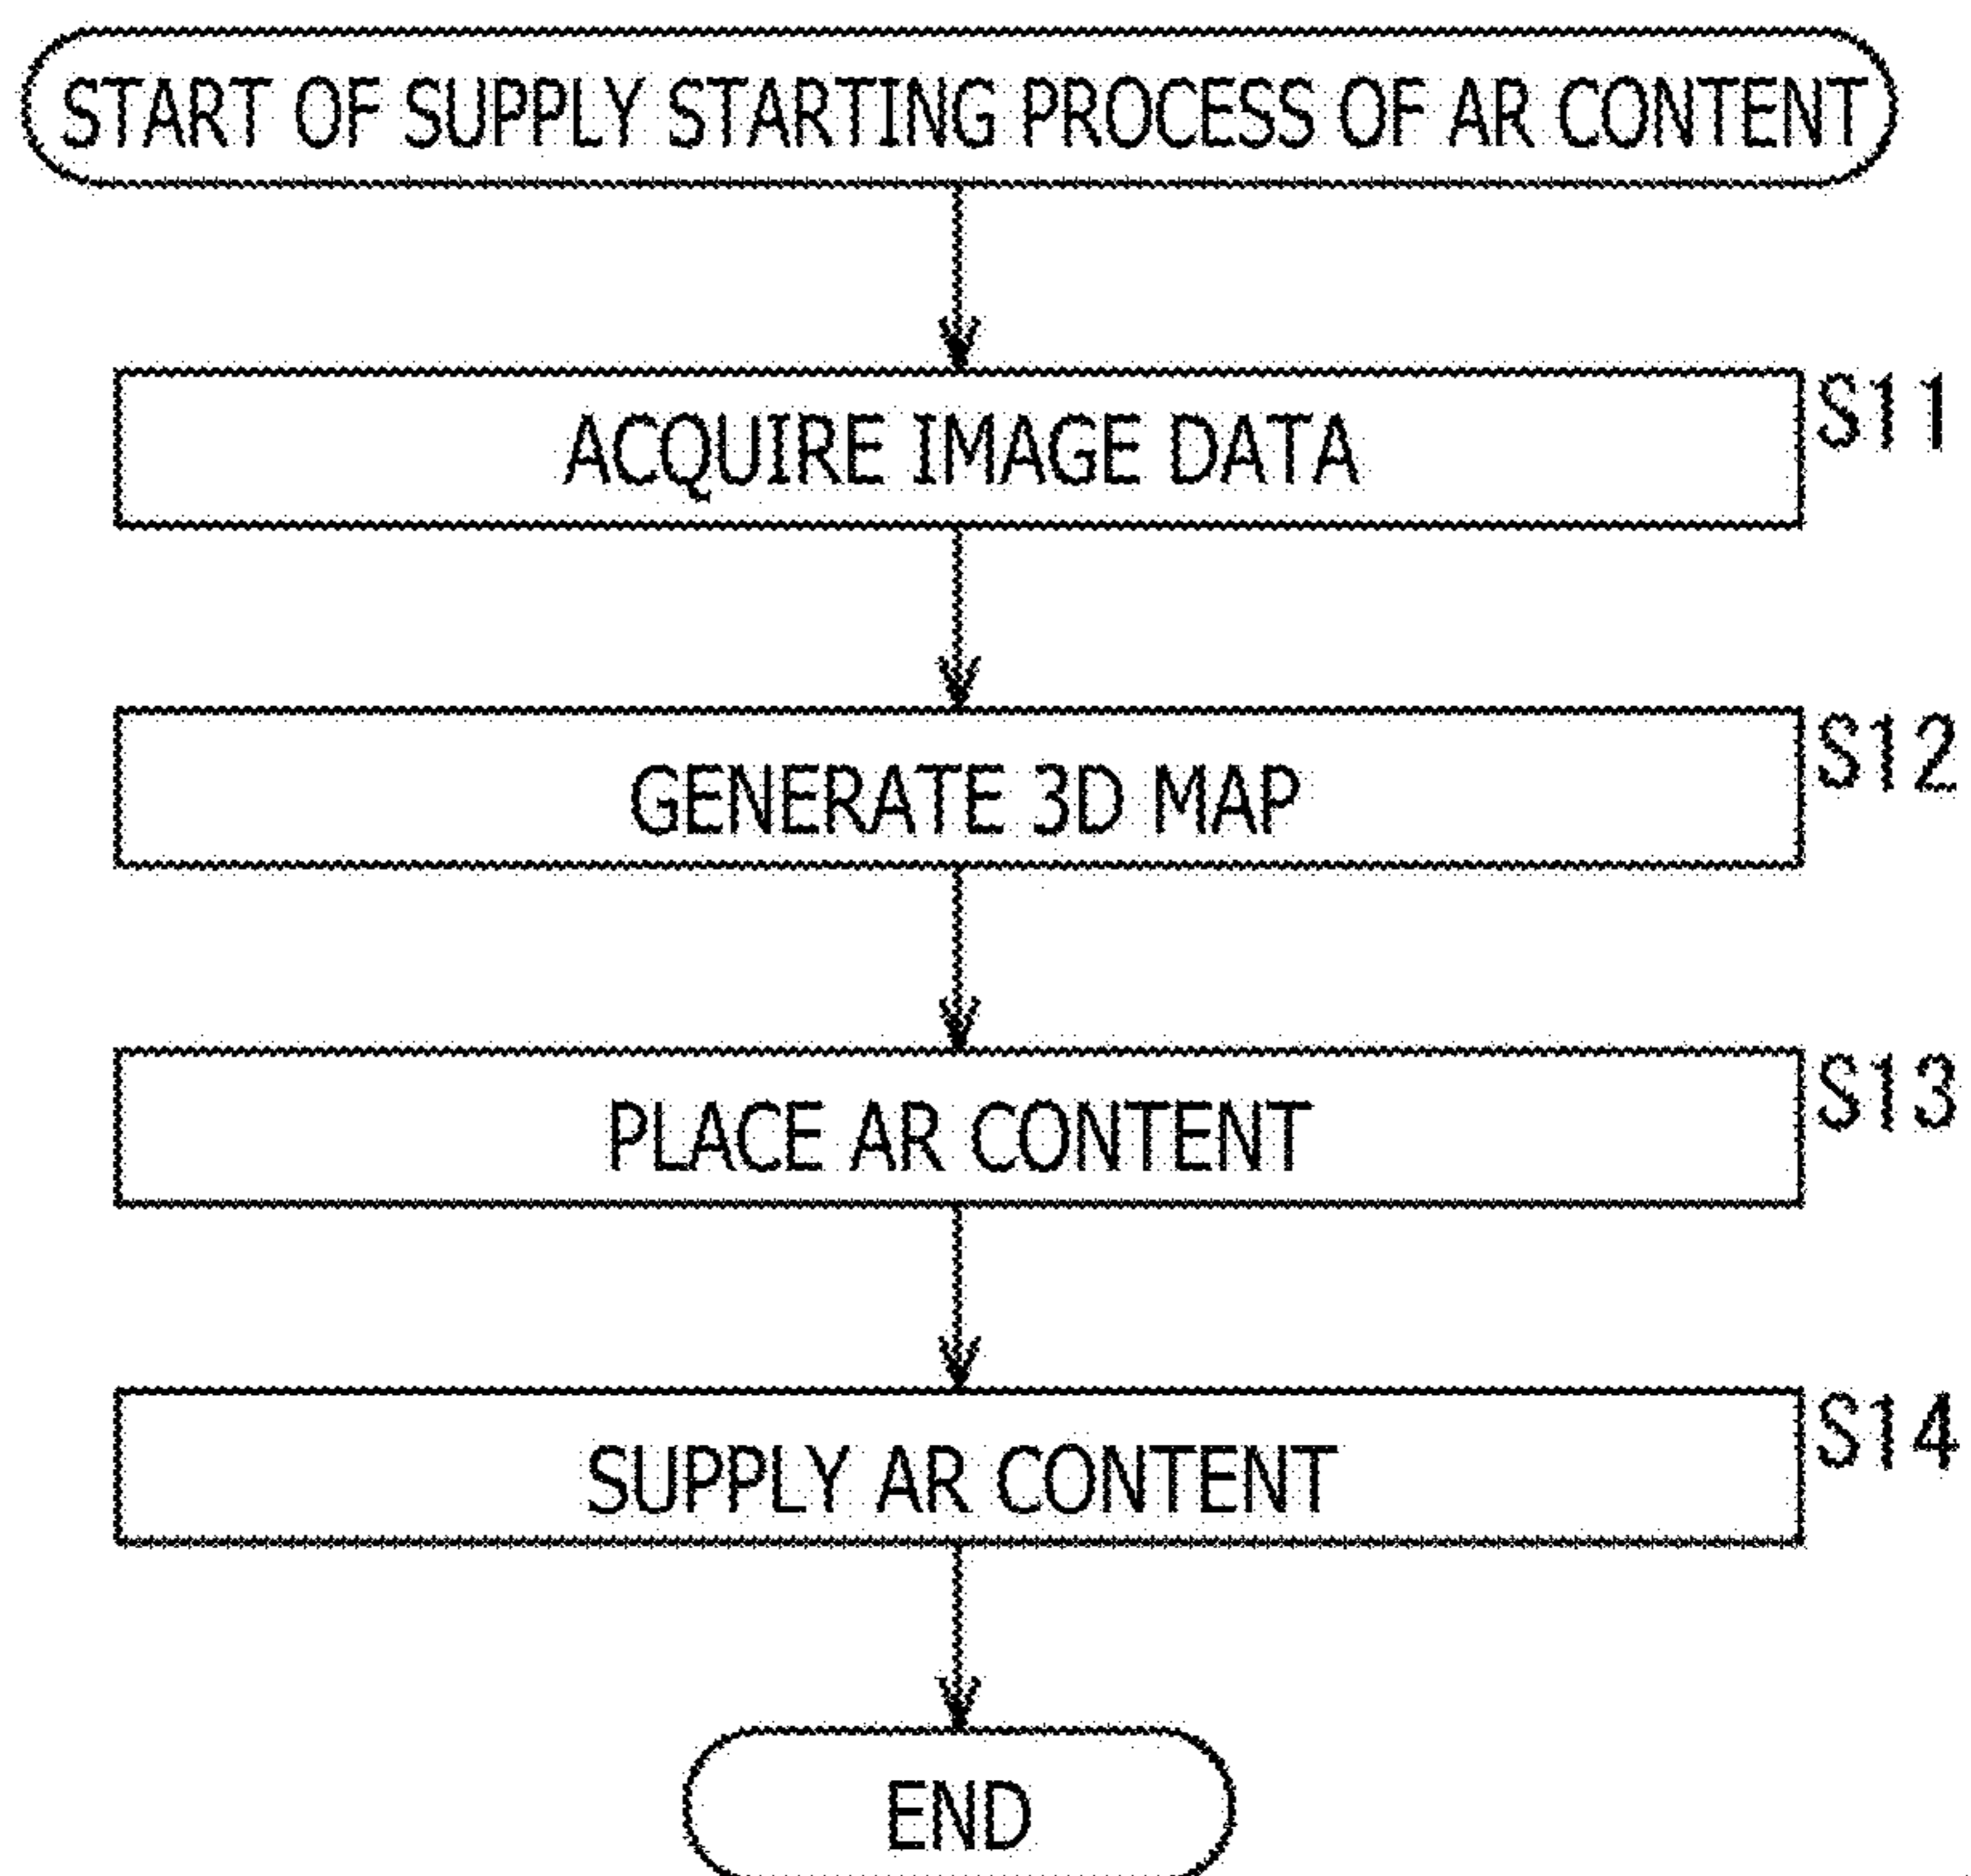 START OF SUPPLY STARTING PROCESS OF AR CONTENT
ACQUIRE IMAGE DATA
S11
GENERATE 3D MAP
S12
PLACE AR CONTENT
S13
SUPPLY AR CONTENT
S14
END